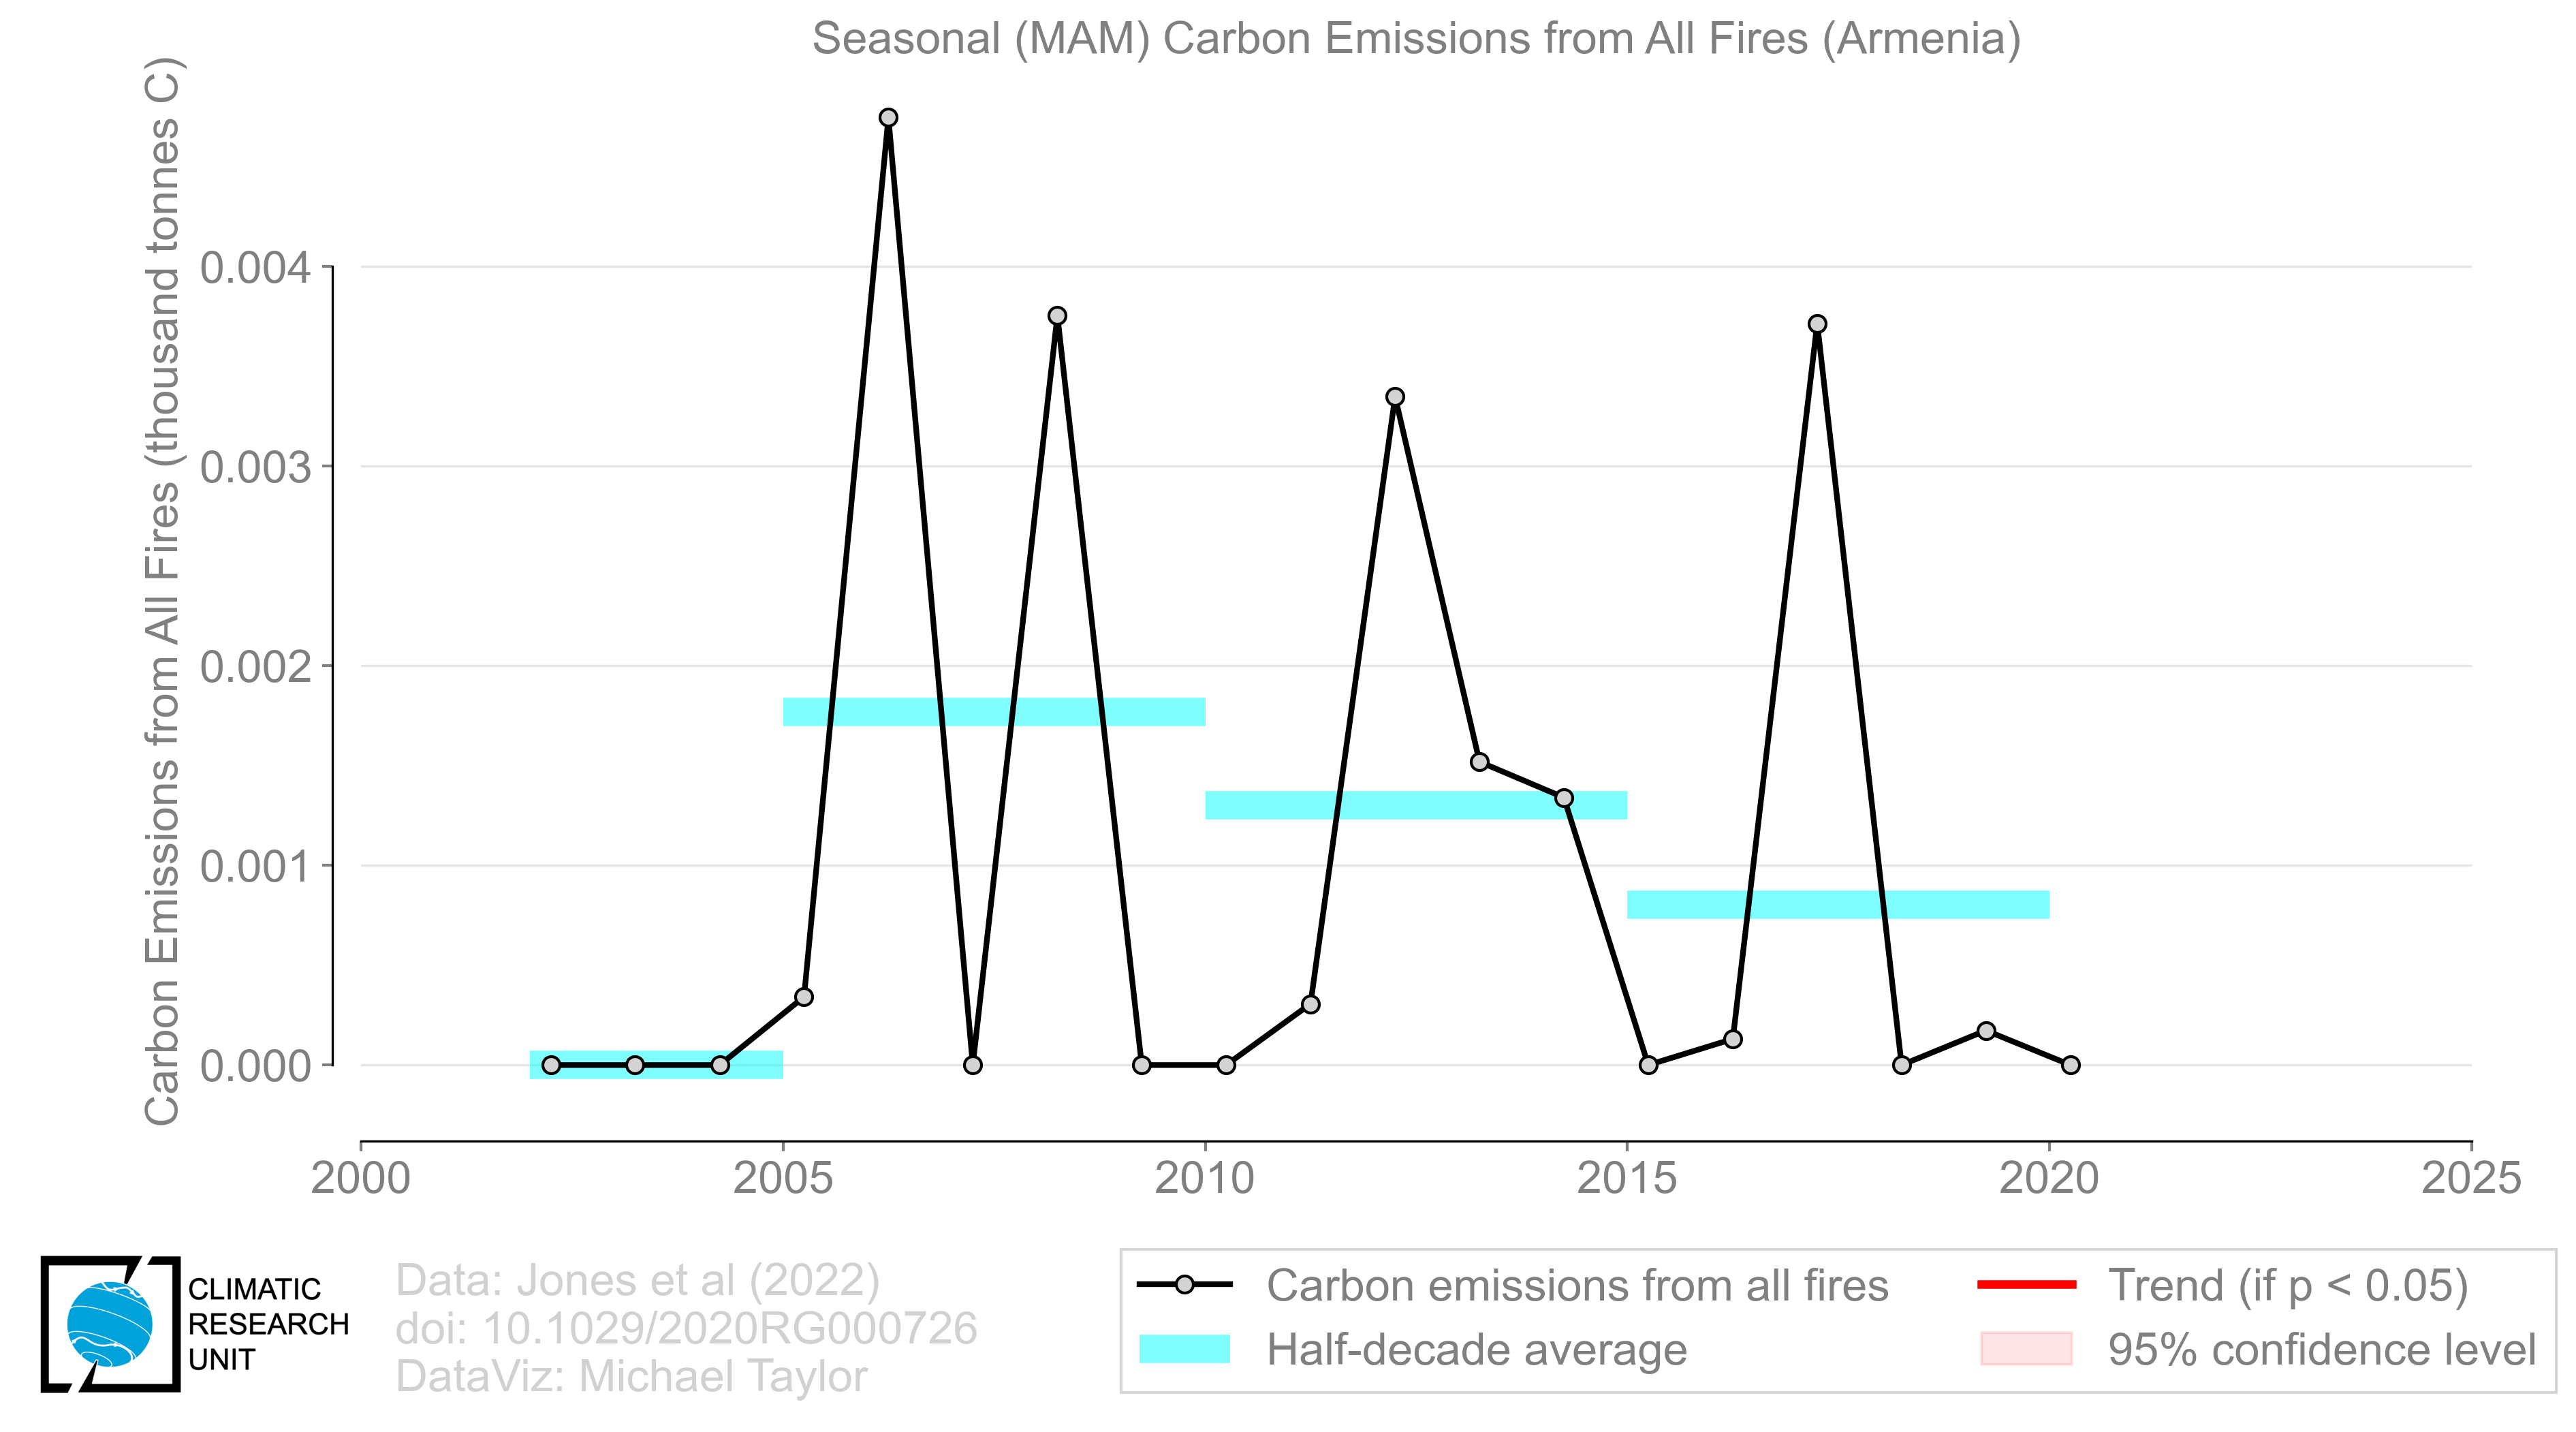 Seasonal (MAM) Carbon Emissions from All Fires (Armenia)
Carbon Emissions from All Fires (thousand tonnes C)
0.004
0.003
0.002
0.001
0.000
2000
2005
2010
2015
2020
2025
CLIMATIC
RESEARCH
UNIT
Data: Jones et al (2022)
doi: 10.1029/2020RG000726
DataViz: Michael Taylor
Carbon emissions from all fires
Half-decade average
Trend (if p < 0.05)
95% confidence level